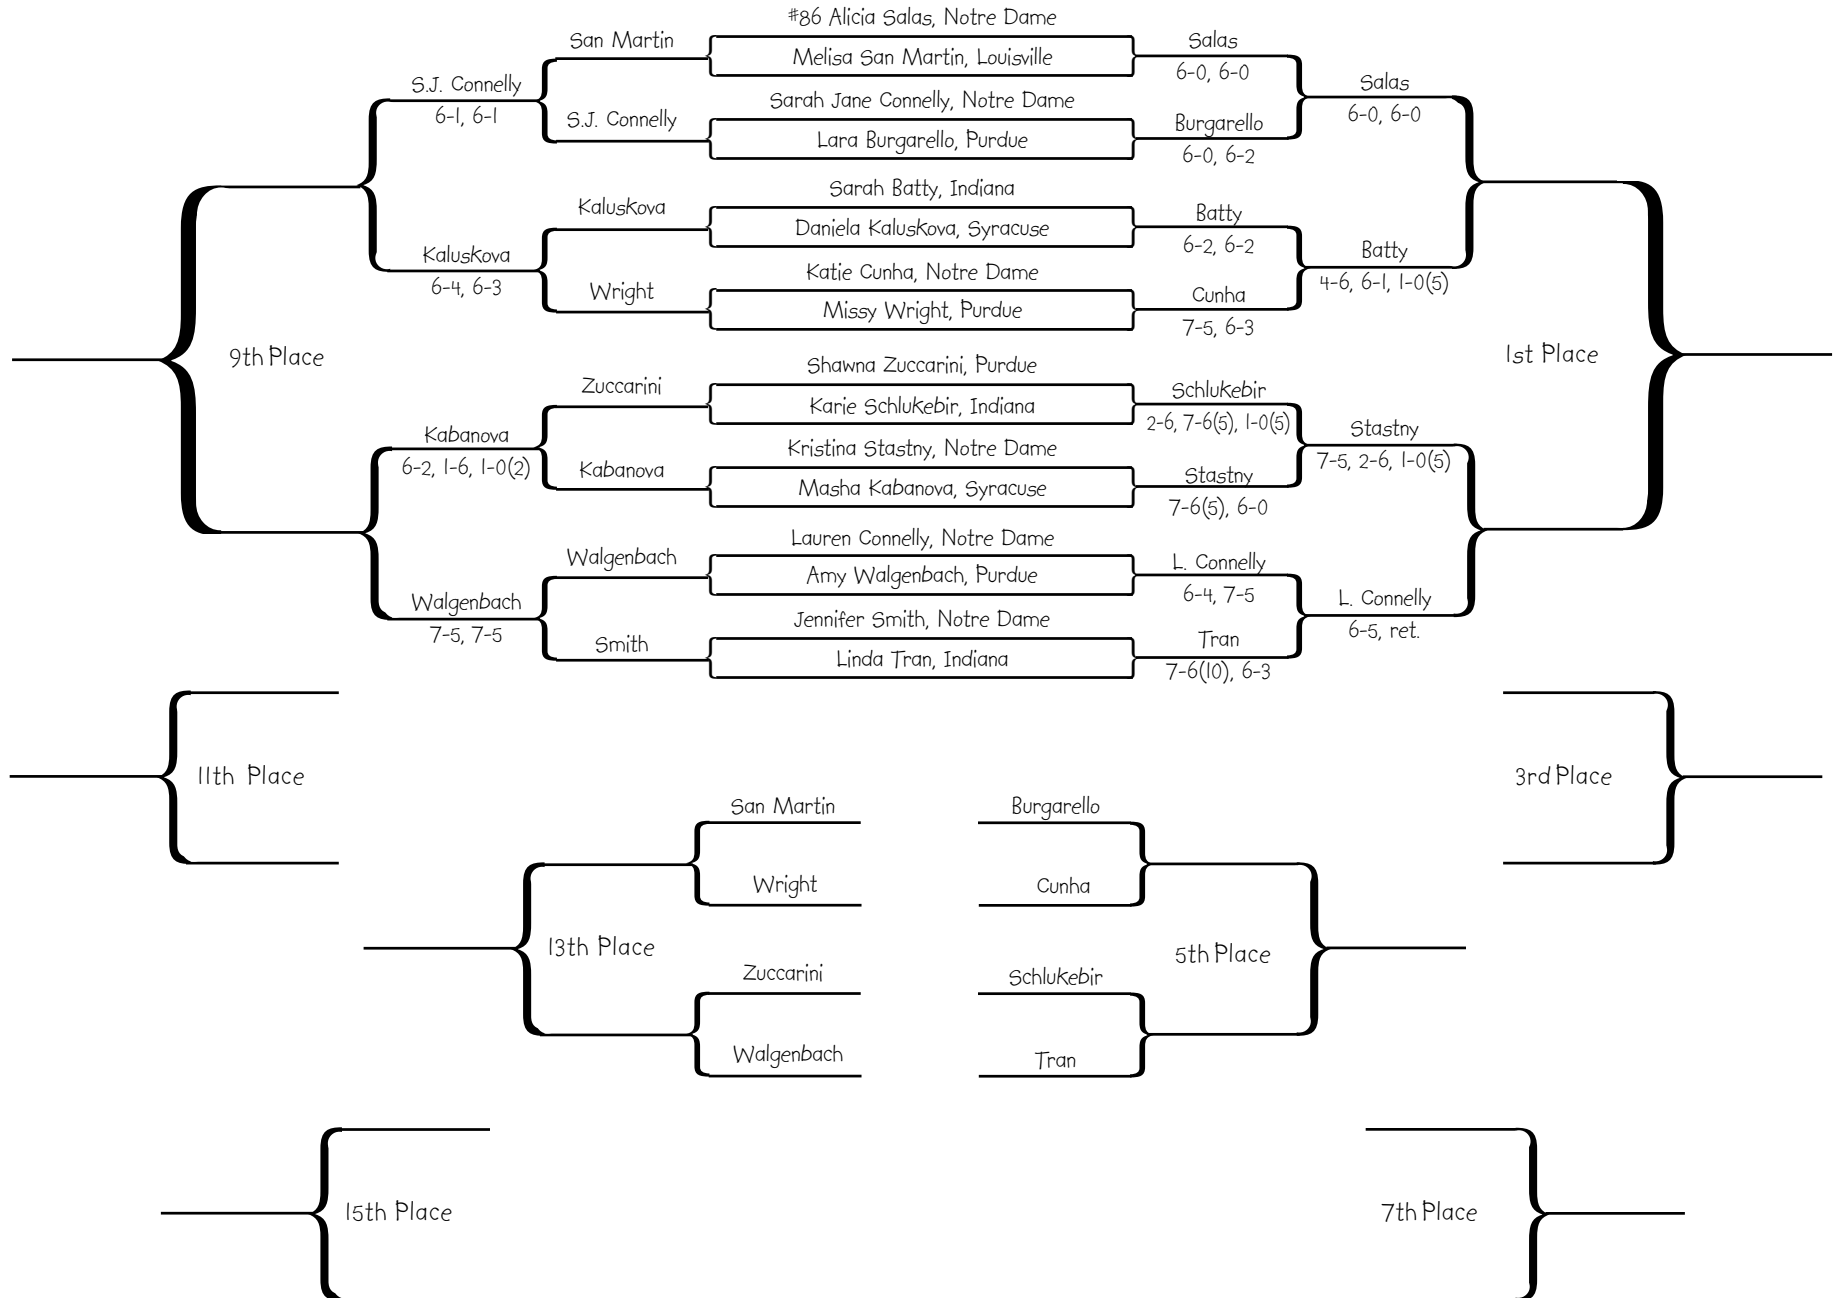 #86 Alicia Salas, Notre Dame
San Martin
Salas
Melisa San Martin, Louisville
6-0, 6-0
S.J. Connelly
Salas
6-1, 6-1
Sarah Jane Connelly, Notre Dame
6-0, 6-0
S.J. Connelly
Burgarello
Lara Burgarello, Purdue
6-0, 6-2
Sarah Batty, Indiana
Kaluskova
Batty
Daniela Kaluskova, Syracuse
6-2, 6-2
Kaluskova
Batty
6-4, 6-3
Katie Cunha, Notre Dame
4-6, 6-1, 1-0(5)
Wright
Cunha
Missy Wright, Purdue
7-5, 6-3
9th Place
1st Place
Shawna Zuccarini, Purdue
Zuccarini
Schlukebir
Karie Schlukebir, Indiana
2-6, 7-6(5), 1-0(5)
Kabanova
Stastny
6-2, 1-6, 1-0(2)
Kristina Stastny, Notre Dame
7-5, 2-6, 1-0(5)
Kabanova
Stastny
Masha Kabanova, Syracuse
7-6(5), 6-0
Lauren Connelly, Notre Dame
Walgenbach
L. Connelly
Amy Walgenbach, Purdue
6-4, 7-5
Walgenbach
L. Connelly
7-5, 7-5
Jennifer Smith, Notre Dame
6-5, ret.
Smith
Tran
Linda Tran, Indiana
7-6(10), 6-3
11th Place
3rd Place
San Martin
Burgarello
Wright
Cunha
13th Place
5th Place
Zuccarini
Schlukebir
Walgenbach
Tran
15th Place
7th Place